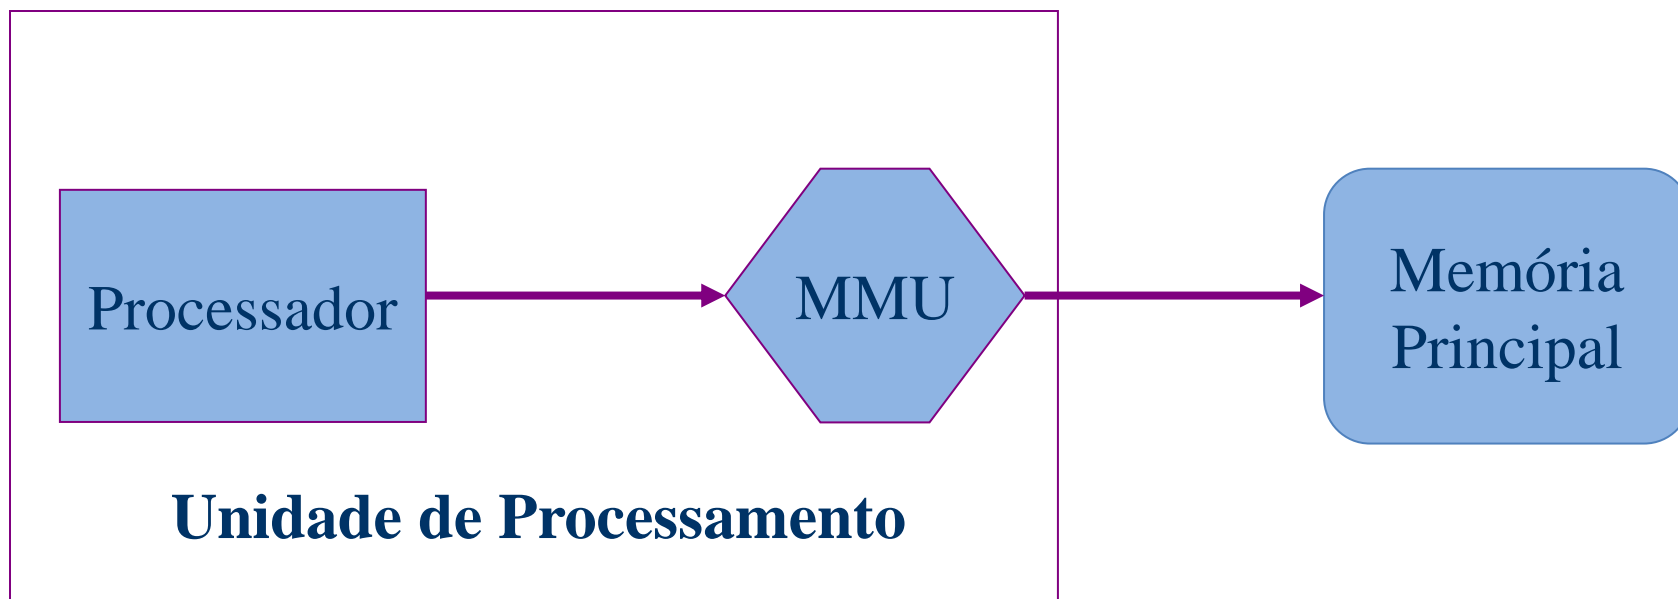 Processador
MMU
Memória
Principal
Unidade de Processamento